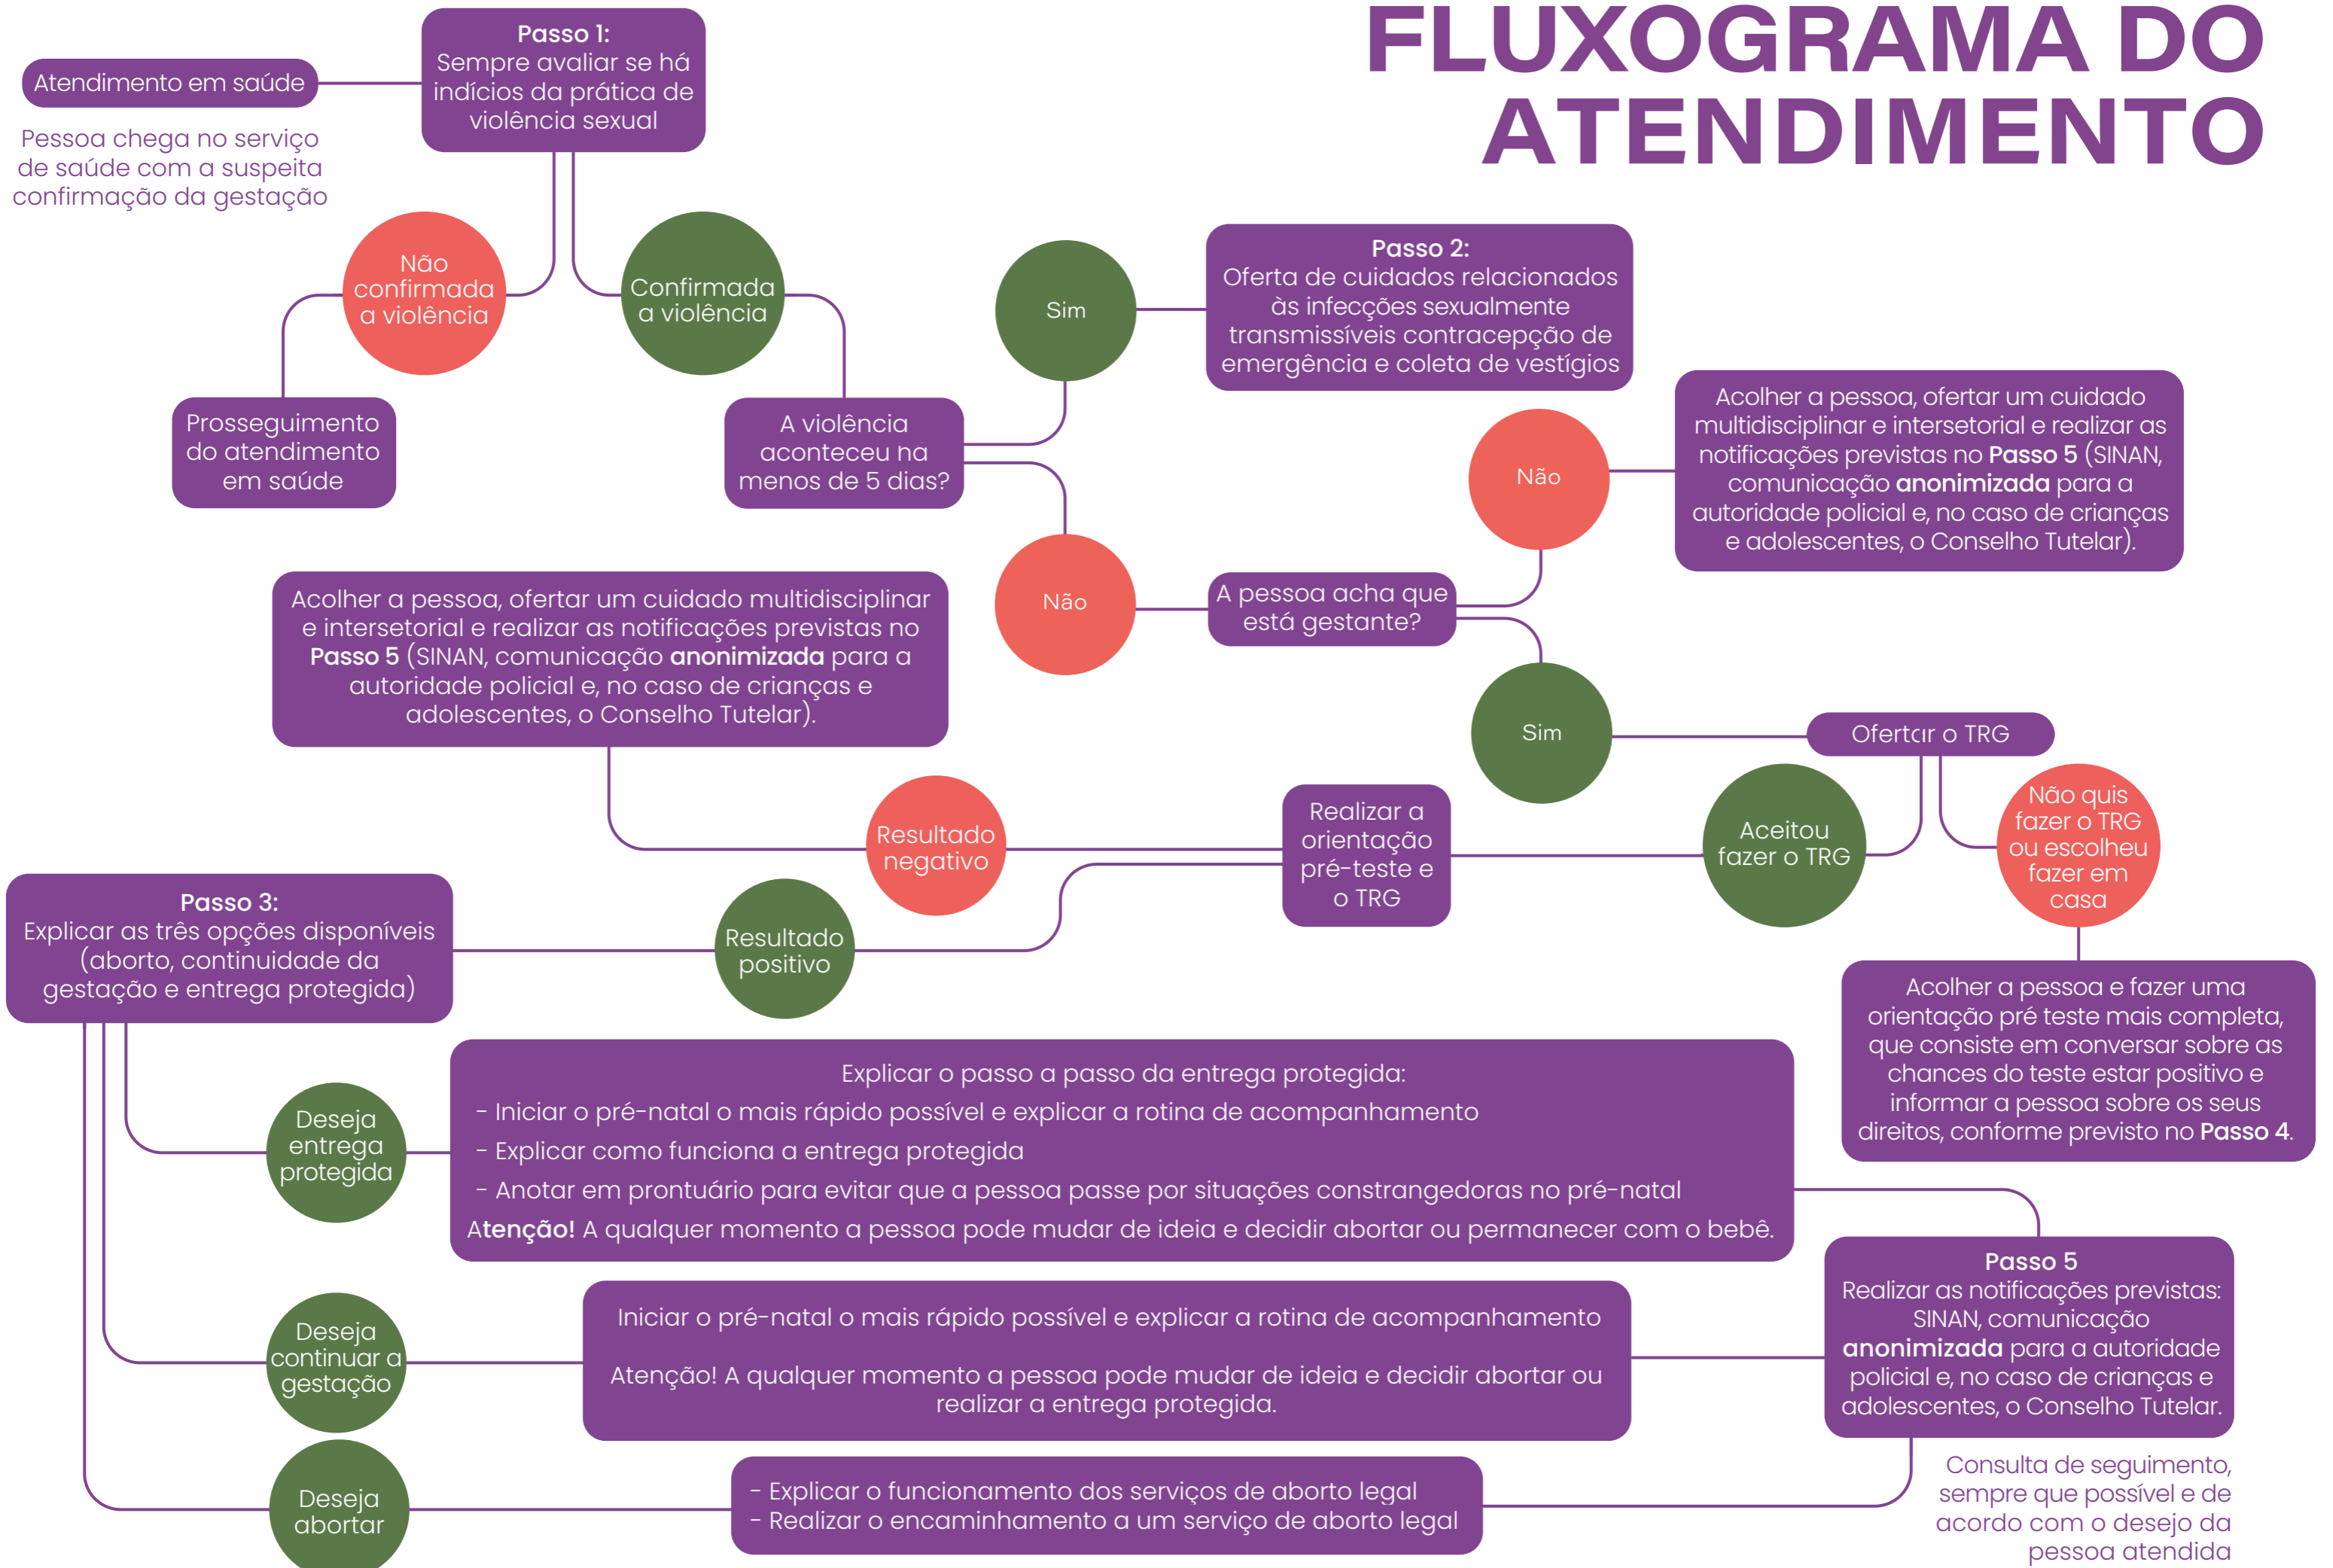 FLUXOGRAMA DO
ATENDIMENTO
Atendimento em saúde
Pessoa chega no serviço
de saúde com a suspeita
confirmação da gestação
Passo 1:
Sempre avaliar se há
indícios da prática de
violência sexual
Não
confirmada
a violência
Confirmada
a violência
Prosseguimento
do atendimento
em saúde
A violência
aconteceu há
menos de 5 dias?
Sim
Passo 2:
Oferta de cuidados relacionados
às infecções sexualmente
transmissíveis contracepção de
emergência e coleta de vestígios
Não
A pessoa acha que
está gestante?
Não
Acolher a pessoa, ofertar um cuidado
multidisciplinar e intersetorial e realizar as
notificações previstas no Passo 5 (SINAN,
comunicação anonimizada para a
autoridade policial e, no caso de crianças
e adolescentes, o Conselho Tutelar).
Sim
Ofertar o TRG
Aceitou
fazer o TRG
Não quis
fazer o TRG
ou escolheu
fazer em
casa
Acolher a pessoa e fazer uma
orientação pré teste mais completa,
que consiste em conversar sobre as
chances do teste estar positivo e
informar a pessoa sobre os seus
direitos, conforme previsto no Passo 4.
Realizar a
orientação
pré-teste e
o TRG
Resultado
negativo
Acolher a pessoa, ofertar um cuidado multidisciplinar
e intersetorial e realizar as notificações previstas no
Passo 5 (SINAN, comunicação anonimizada para a
autoridade policial e, no caso de crianças e
adolescentes, o Conselho Tutelar).
Resultado
positivo
Passo 3:
Explicar as três opções disponíveis
(aborto, continuidade da
gestação e entrega protegida)
Deseja
entrega
protegida
Explicar o passo a passo da entrega protegida:
- Iniciar o pré-natal o mais rápido possível e explicar a rotina de acompanhamento
- Explicar como funciona a entrega protegida
- Anotar em prontuário para evitar que a pessoa passe por situações constrangedoras no pré-natal
Atenção! A qualquer momento a pessoa pode mudar de ideia e decidir abortar ou permanecer com o bebê.
Deseja
continuar a
gestação
Iniciar o pré-natal o mais rápido possível e explicar a rotina de acompanhamento
Atenção! A qualquer momento a pessoa pode mudar de ideia e decidir abortar ou
realizar a entrega protegida.
Deseja
abortar
- Explicar o funcionamento dos serviços de aborto legal
- Realizar o encaminhamento a um serviço de aborto legal
Passo 5
Realizar as notificações previstas:
SINAN, comunicação
anonimizada para a autoridade
policial e, no caso de crianças e
adolescentes, o Conselho Tutelar.
Consulta de seguimento,
sempre que possível e de
acordo com o desejo da
pessoa atendida